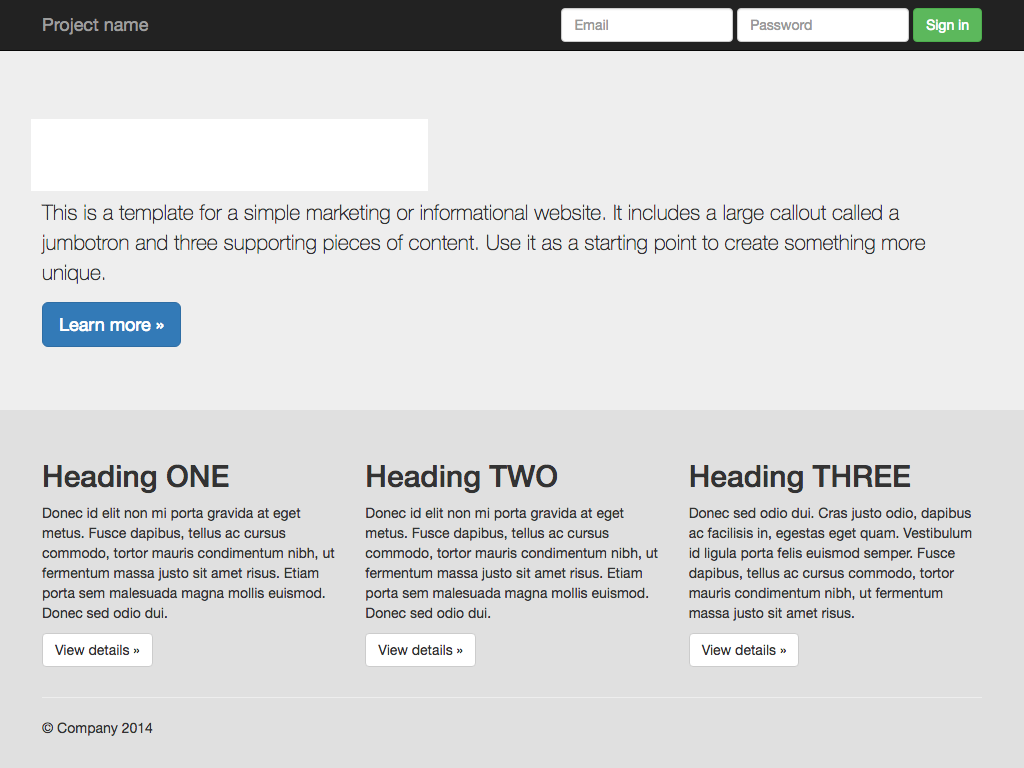 Project name
Email
Password
Sign in
This is a template for a simple marketing or informational website. It includes a large callout called a
jumbotron and three supporting pieces of content. Use it as a starting point to create something more
unique.
Learn more »
Heading ONE
Donec id elit non mi porta gravida at eget
metus. Fusce dapibus, tellus ac cursus
commodo, tortor mauris condimentum nibh, ut
fermentum massa justo sit amet risus. Etiam
porta sem malesuada magna mollis euismod.
Donec sed odio dui.
View details »
Heading TWO
Donec id elit non mi porta gravida at eget
metus. Fusce dapibus, tellus ac cursus
commodo, tortor mauris condimentum nibh, ut
fermentum massa justo sit amet risus. Etiam
porta sem malesuada magna mollis euismod.
Donec sed odio dui.
View details »
Heading THREE
Donec sed odio dui. Cras justo odio, dapibus
ac facilisis in, egestas eget quam. Vestibulum
id ligula porta felis euismod semper. Fusce
dapibus, tellus ac cursus commodo, tortor
mauris condimentum nibh, ut fermentum
massa justo sit amet risus.
View details »
© Company 2014